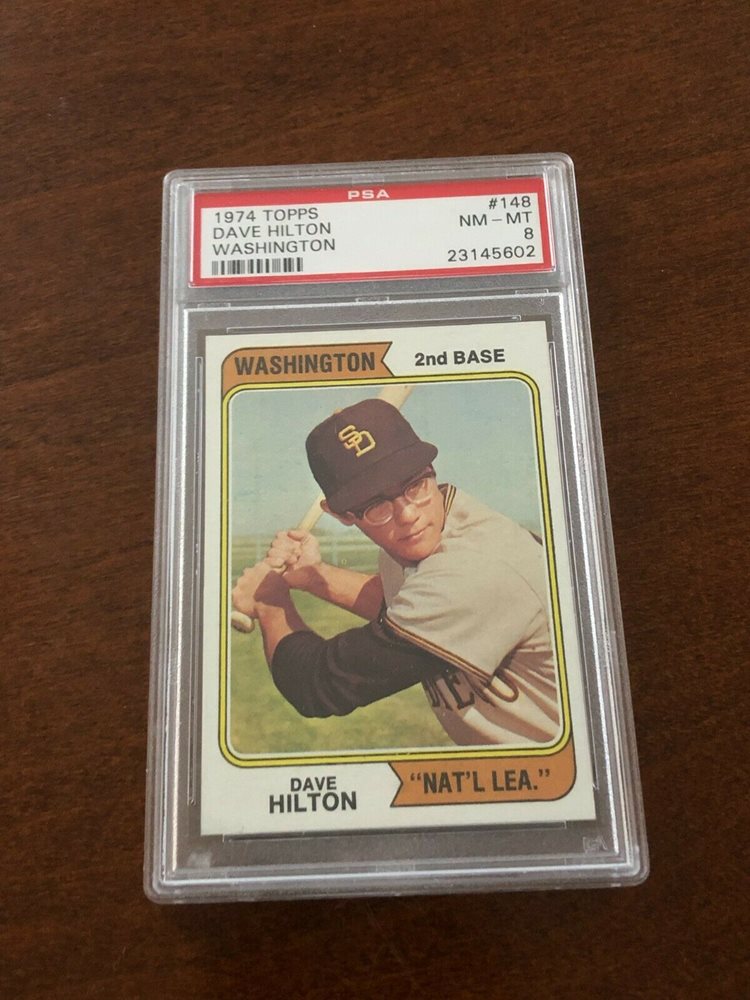 PSA
1974 TOPPS #148
DAVE HILTON NM-MT
WASHINGTON 8
23145602
WASHINGTON 2nd BASE
SD
DIEGO
DAVE
HILTON
"NAT'L LEA."